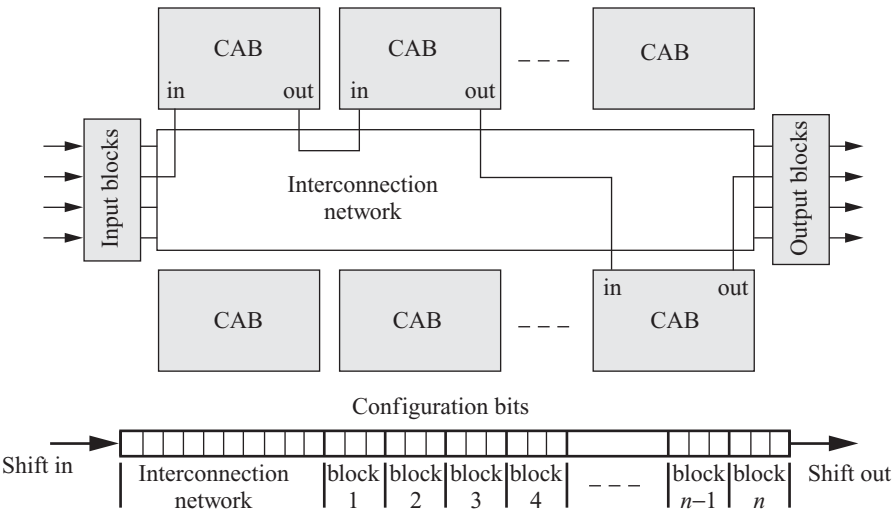 CAB
in out
CAB
in out
CAB
Input blocks
Interconnection
network
Output blocks
CAB
CAB
in out
CAB
Configuration bits
Shift in
Interconnection
network
block
1
block
2
block
3
block
4
block
n−1
block
n
Shift out